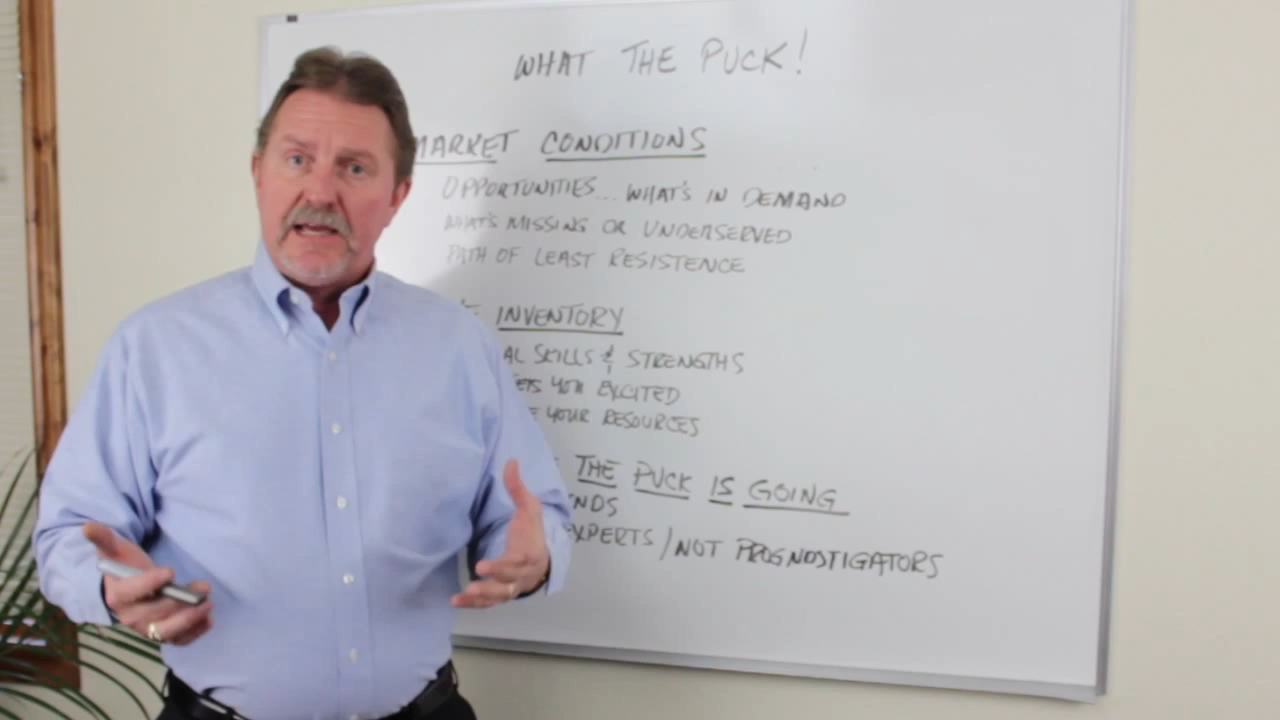 WHAT THE PUCK!
MARKET CONDITIONS
OPPORTUNITIES... WHAT'S IN DEMAND
WHAT'S MISSING OR UNDERSERVED
PATH OF LEAST RESISTENCE
INVENTORY
SKILLS & STRENGTHS
YOU EXCITED
YOUR RESOURCES
THE PUCK IS GOING
EXPERTS / NOT PROGNOSTIGATORS